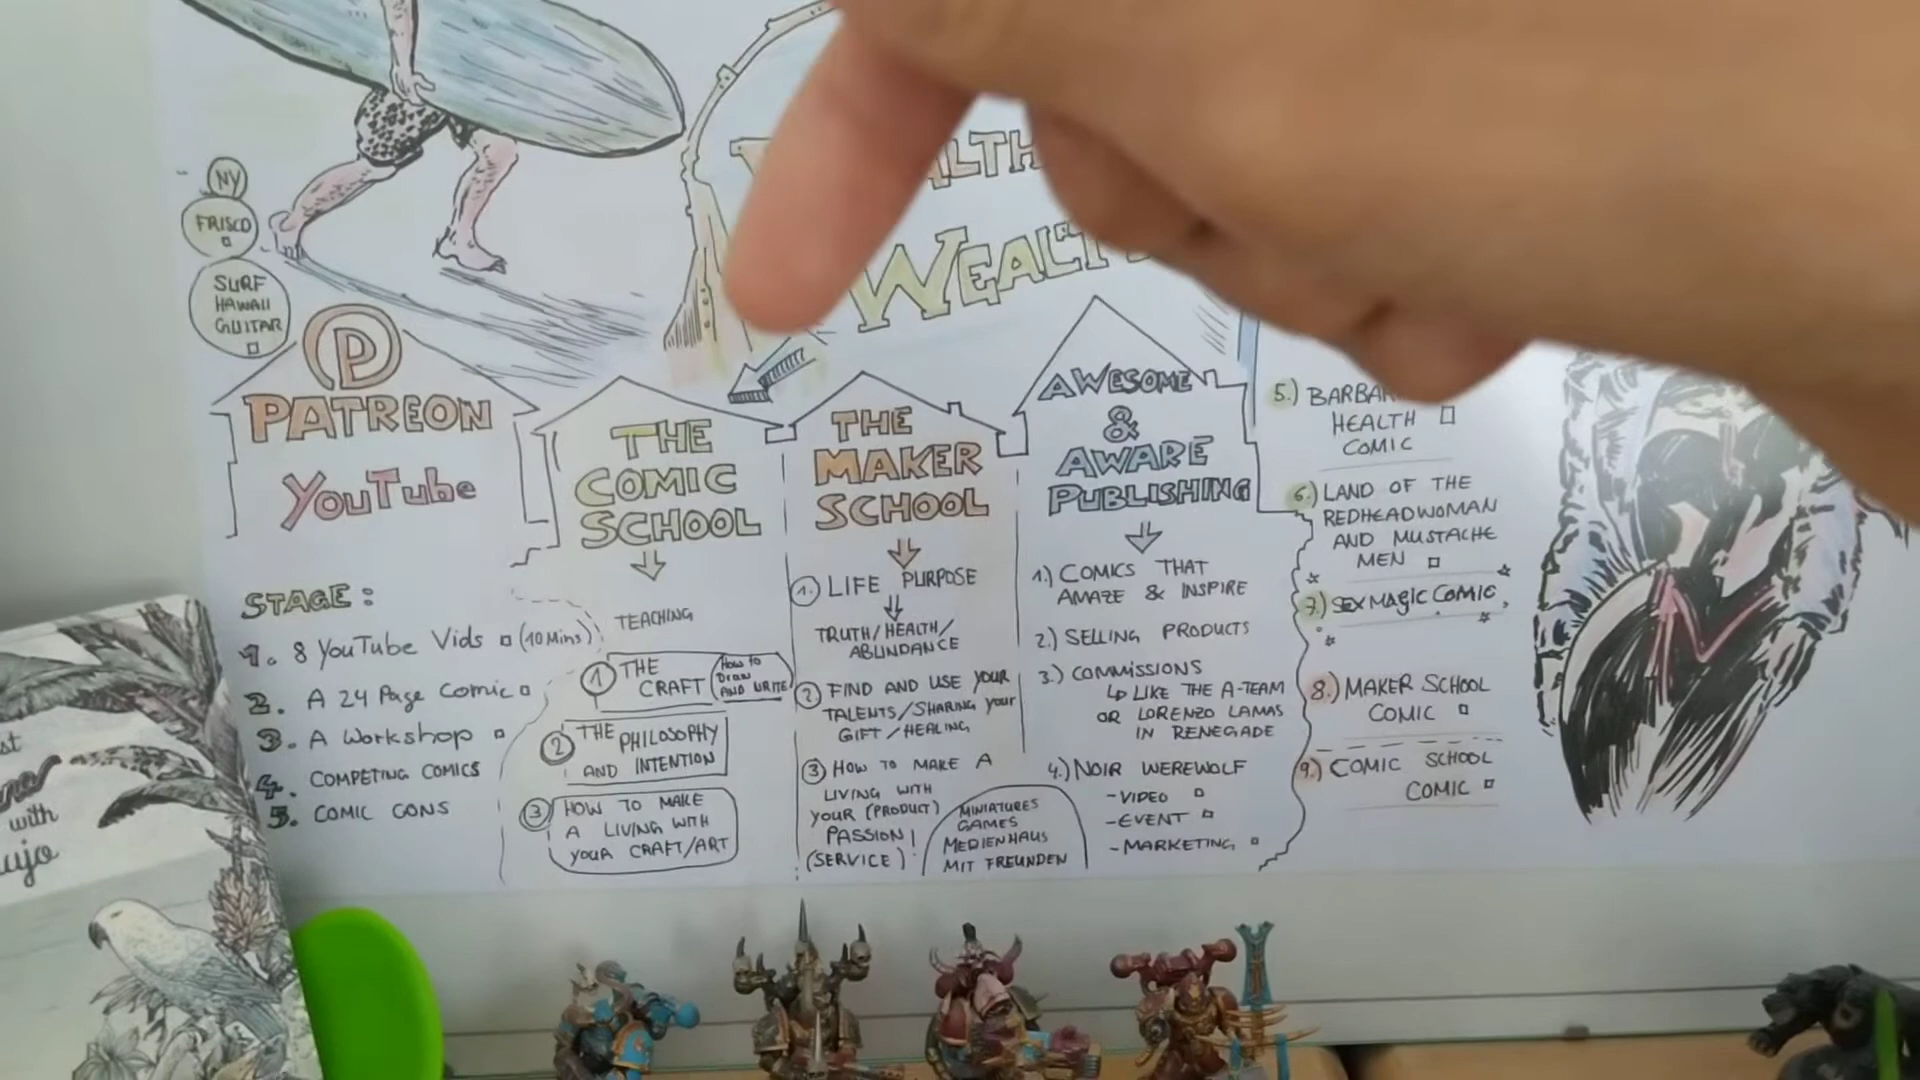 WEALT
NY
FRISCO
SURF
HAWAII
GUITAR
PATREON
YouTube
STAGE:
1. 8 YouTube Vids (10 Mins)
2. A 24 Page Comic
3. A Workshop
4. COMPETING COMICS
5. COMIC CONS
THE
COMIC
SCHOOL
TEACHING
1 THE
CRAFT
How to
Draw
AND WRITE
2 THE PHILOSOPHY
AND INTENTION
3 HOW TO MAKE
A LIVING WITH
YOUR CRAFT/ART
THE
MAKER
SCHOOL
1. LIFE PURPOSE
TRUTH/HEALTH/
ABUNDANCE
2 FIND AND USE YOUR
TALENTS/SHARING YOUR
GIFT/HEALING
3 HOW TO MAKE A
LIVING WITH
YOUR (PRODUCT)
PASSION!
(SERVICE)
MINIATURES
GAMES
MEDIENHAUS
MIT FREUNDEN
AWESOME
&
AWARE
PUBLISHING
1.) COMICS THAT
AMAZE & INSPIRE
2.) SELLING PRODUCTS
3.) COMMISSIONS
LIKE THE A-TEAM
OR LORENZO LAMAS
IN RENEGADE
4.) NOIR WEREWOLF
-VIDEO
-EVENT
-MARKETING
5.) BARBAR
HEALTH
COMIC
6.) LAND OF THE
REDHEADWOMAN
AND MUSTACHE
MEN
7.) SEX MAGIC COMIC
8.) MAKER SCHOOL
COMIC
9.) COMIC SCHOOL
COMIC
with